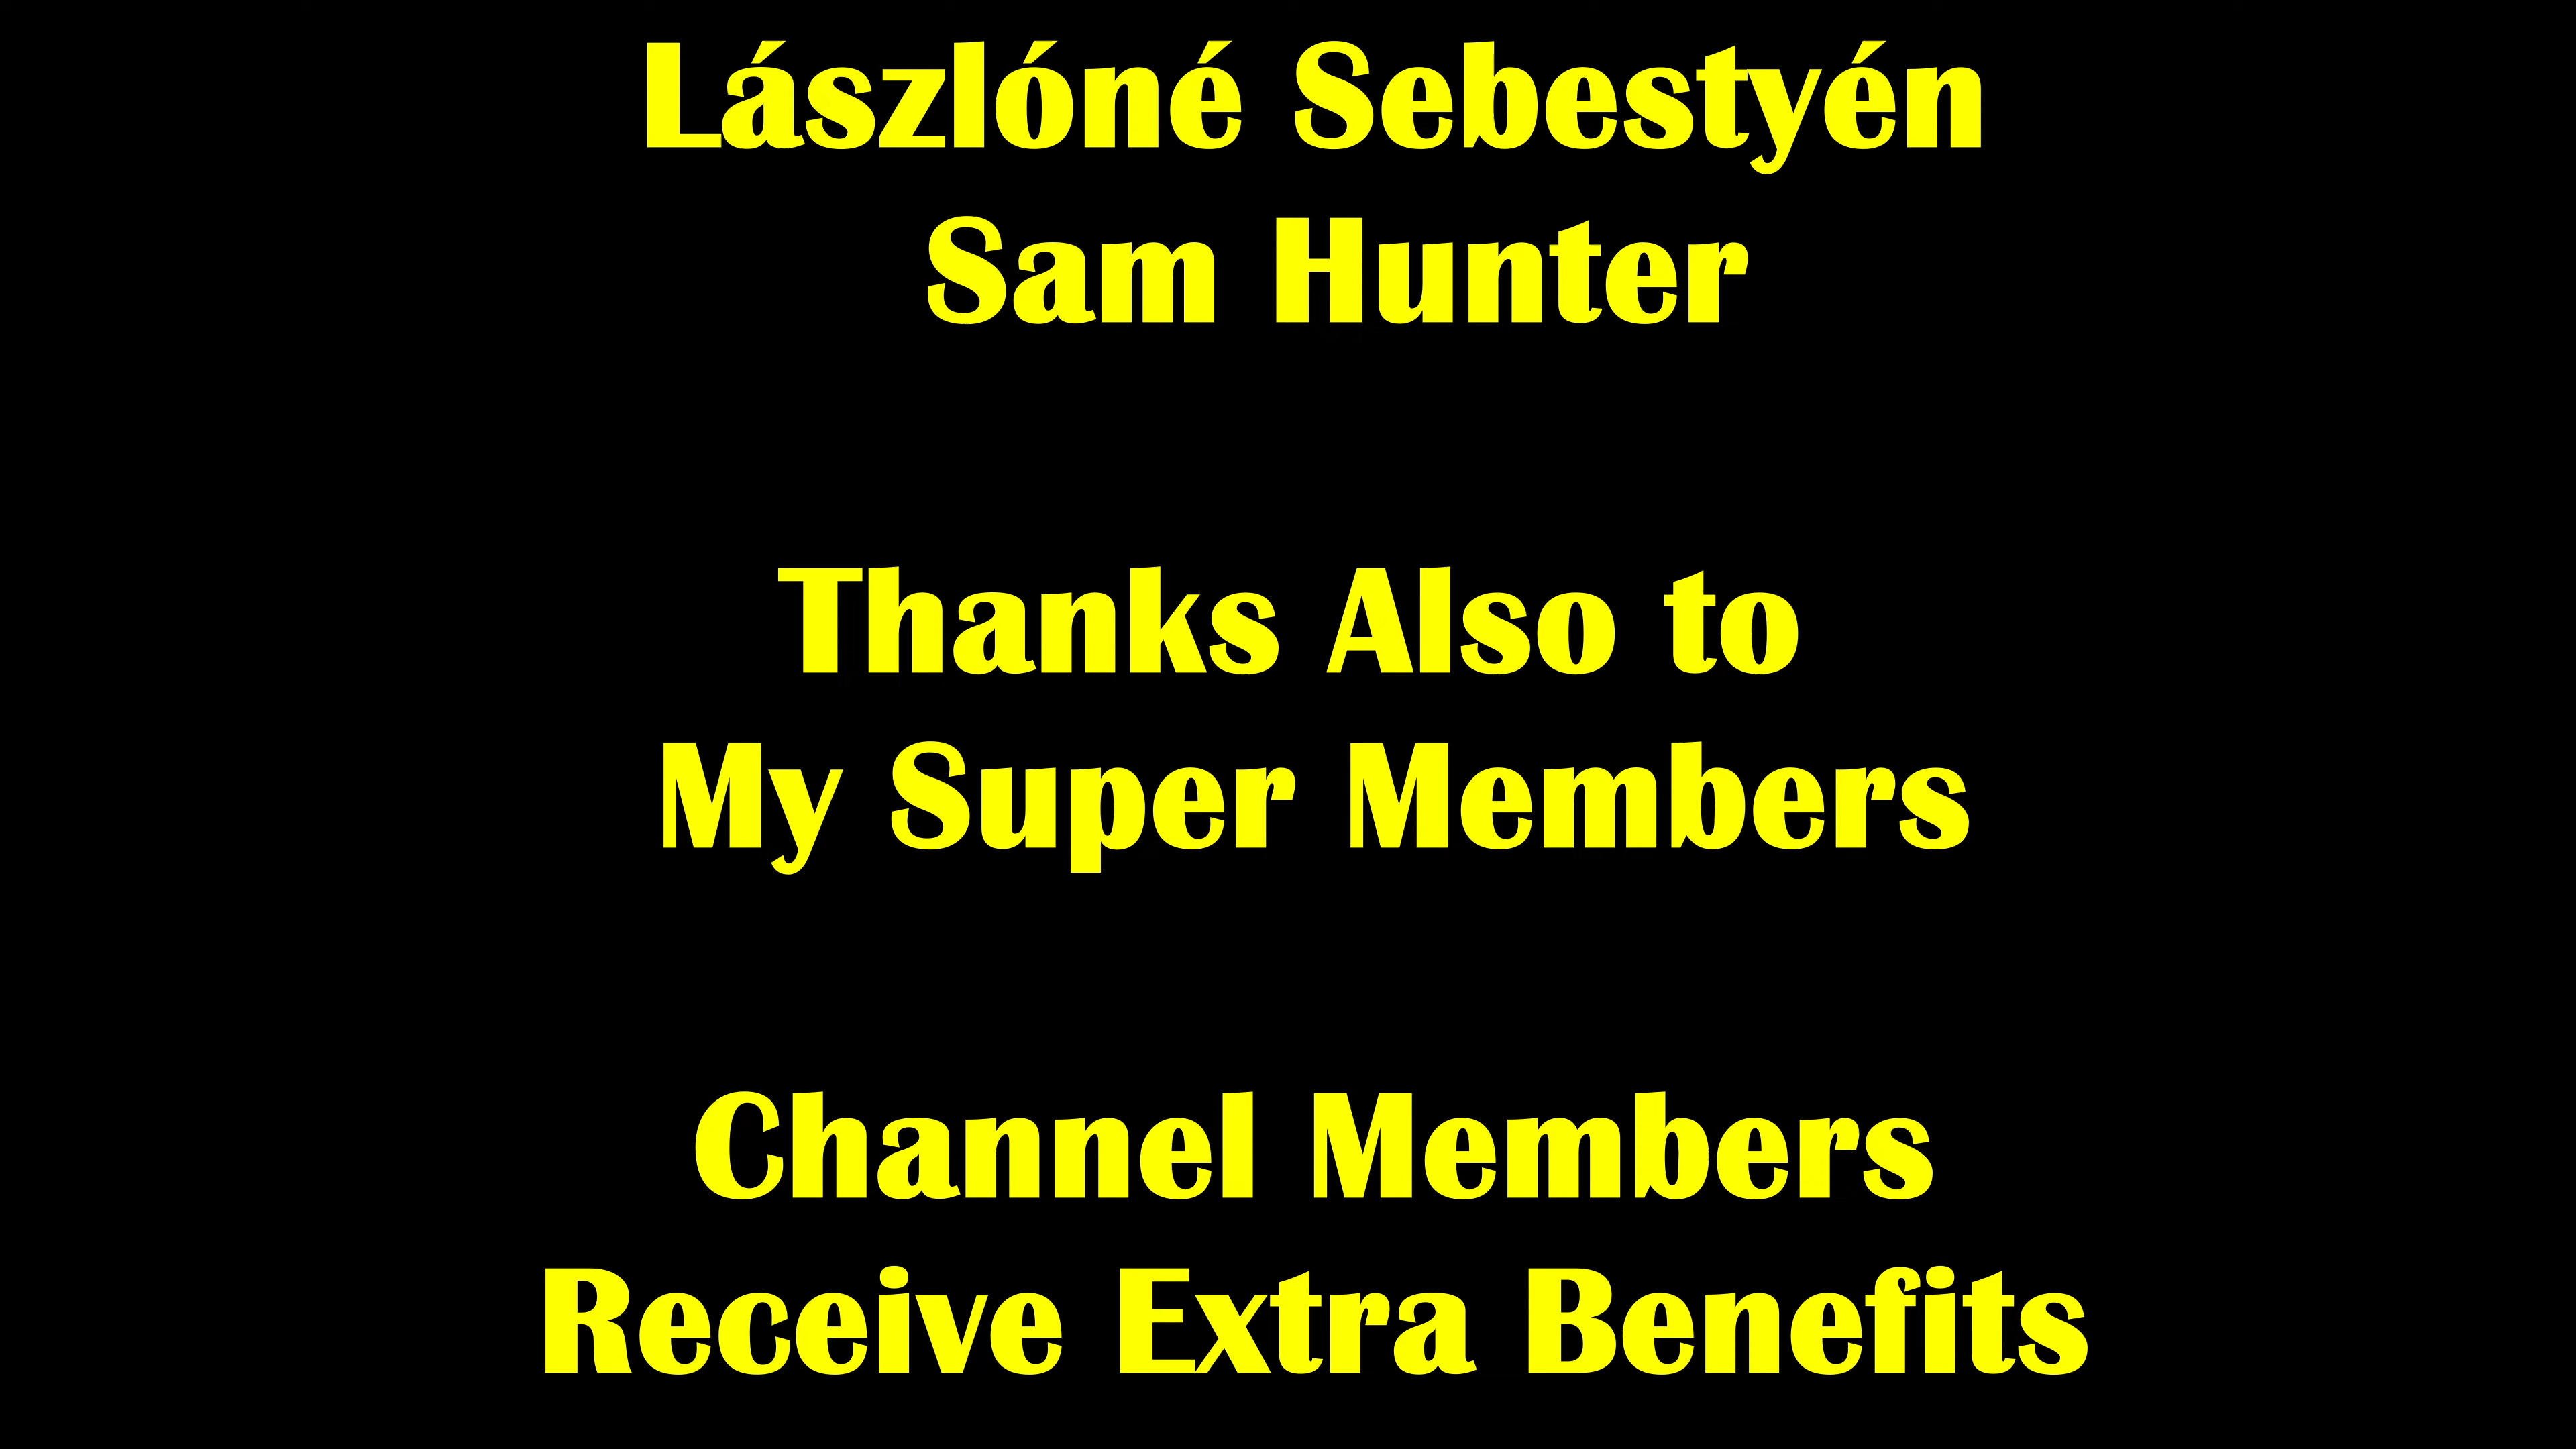 Lászlóné Sebestyén
Sam Hunter
Thanks Also to
My Super Members
Channel Members
Receive Extra Benefits